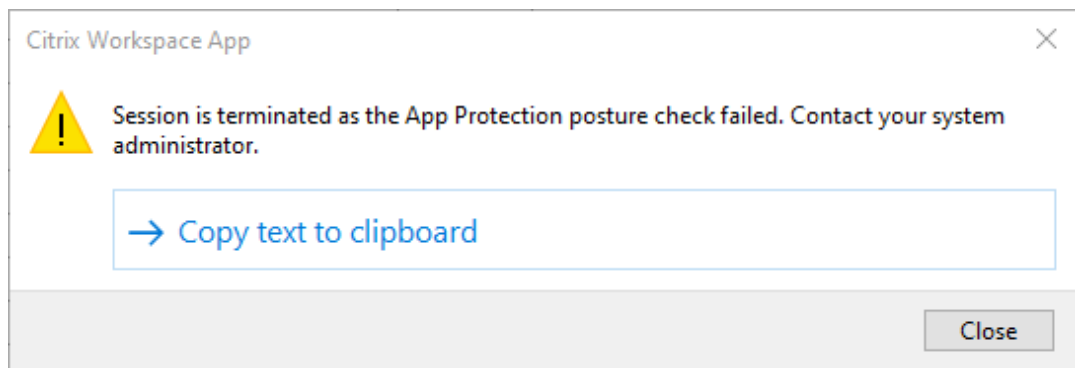 Citrix Workspace App
Session is terminated as the App Protection posture check failed. Contact your system
administrator.
Copy text to clipboard
Close